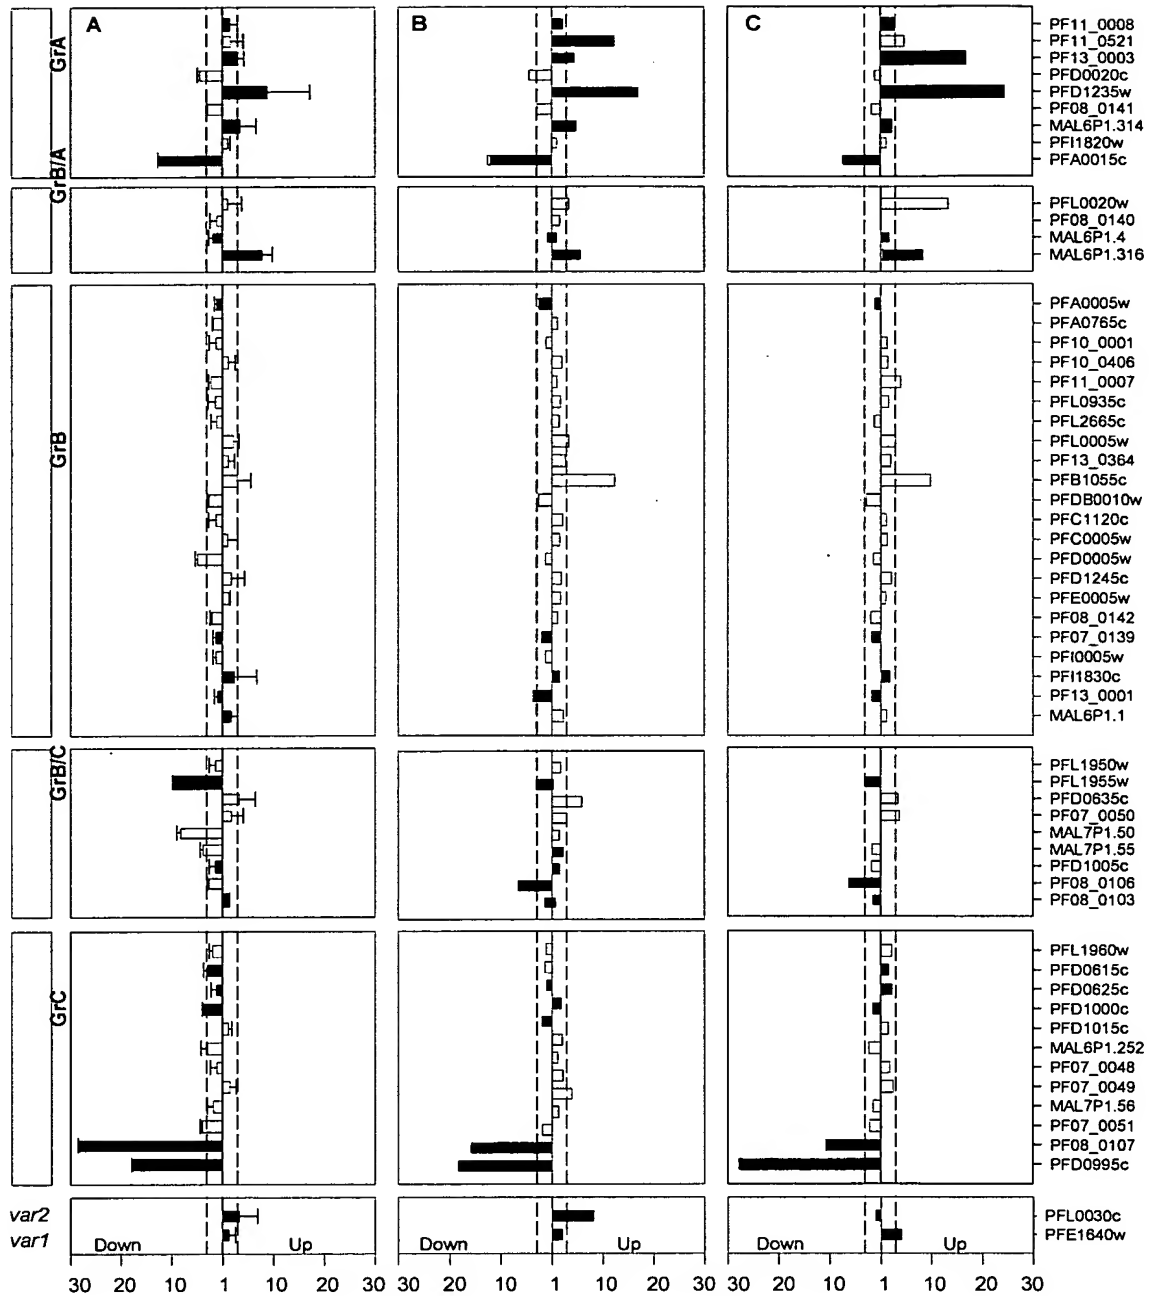 A
B
C
GrA
PF11_0008
PF11_0521
PF13_0003
PFD0020c
PFD1235w
PF08_0141
MAL6P1.314
PFI1820w
PFA0015c
GrB/A
PFL0020w
PF08_0140
MAL6P1.4
MAL6P1.316
GrB
PFA0005w
PFA0765c
PF10_0001
PF10_0406
PF11_0007
PFL0935c
PFL2665c
PFL0005w
PF13_0364
PFB1055c
PFDB0010w
PFC1120c
PFC0005w
PFD0005w
PFD1245c
PFE0005w
PF08_0142
PF07_0139
PFI0005w
PFI1830c
PF13_0001
MAL6P1.1
GrB/C
PFL1950w
PFL1955w
PFD0635c
PF07_0050
MAL7P1.50
MAL7P1.55
PFD1005c
PF08_0106
PF08_0103
GrC
PFL1960w
PFD0615c
PFD0625c
PFD1000c
PFD1015c
MAL6P1.252
PF07_0048
PF07_0049
MAL7P1.56
PF07_0051
PF08_0107
PFD0995c
var2 PFL0030c
var1 PFE1640w
Down Up Down Up Down Up
30 20 10 1 10 20 30 30 20 10 1 10 20 30 30 20 10 1 10 20 30